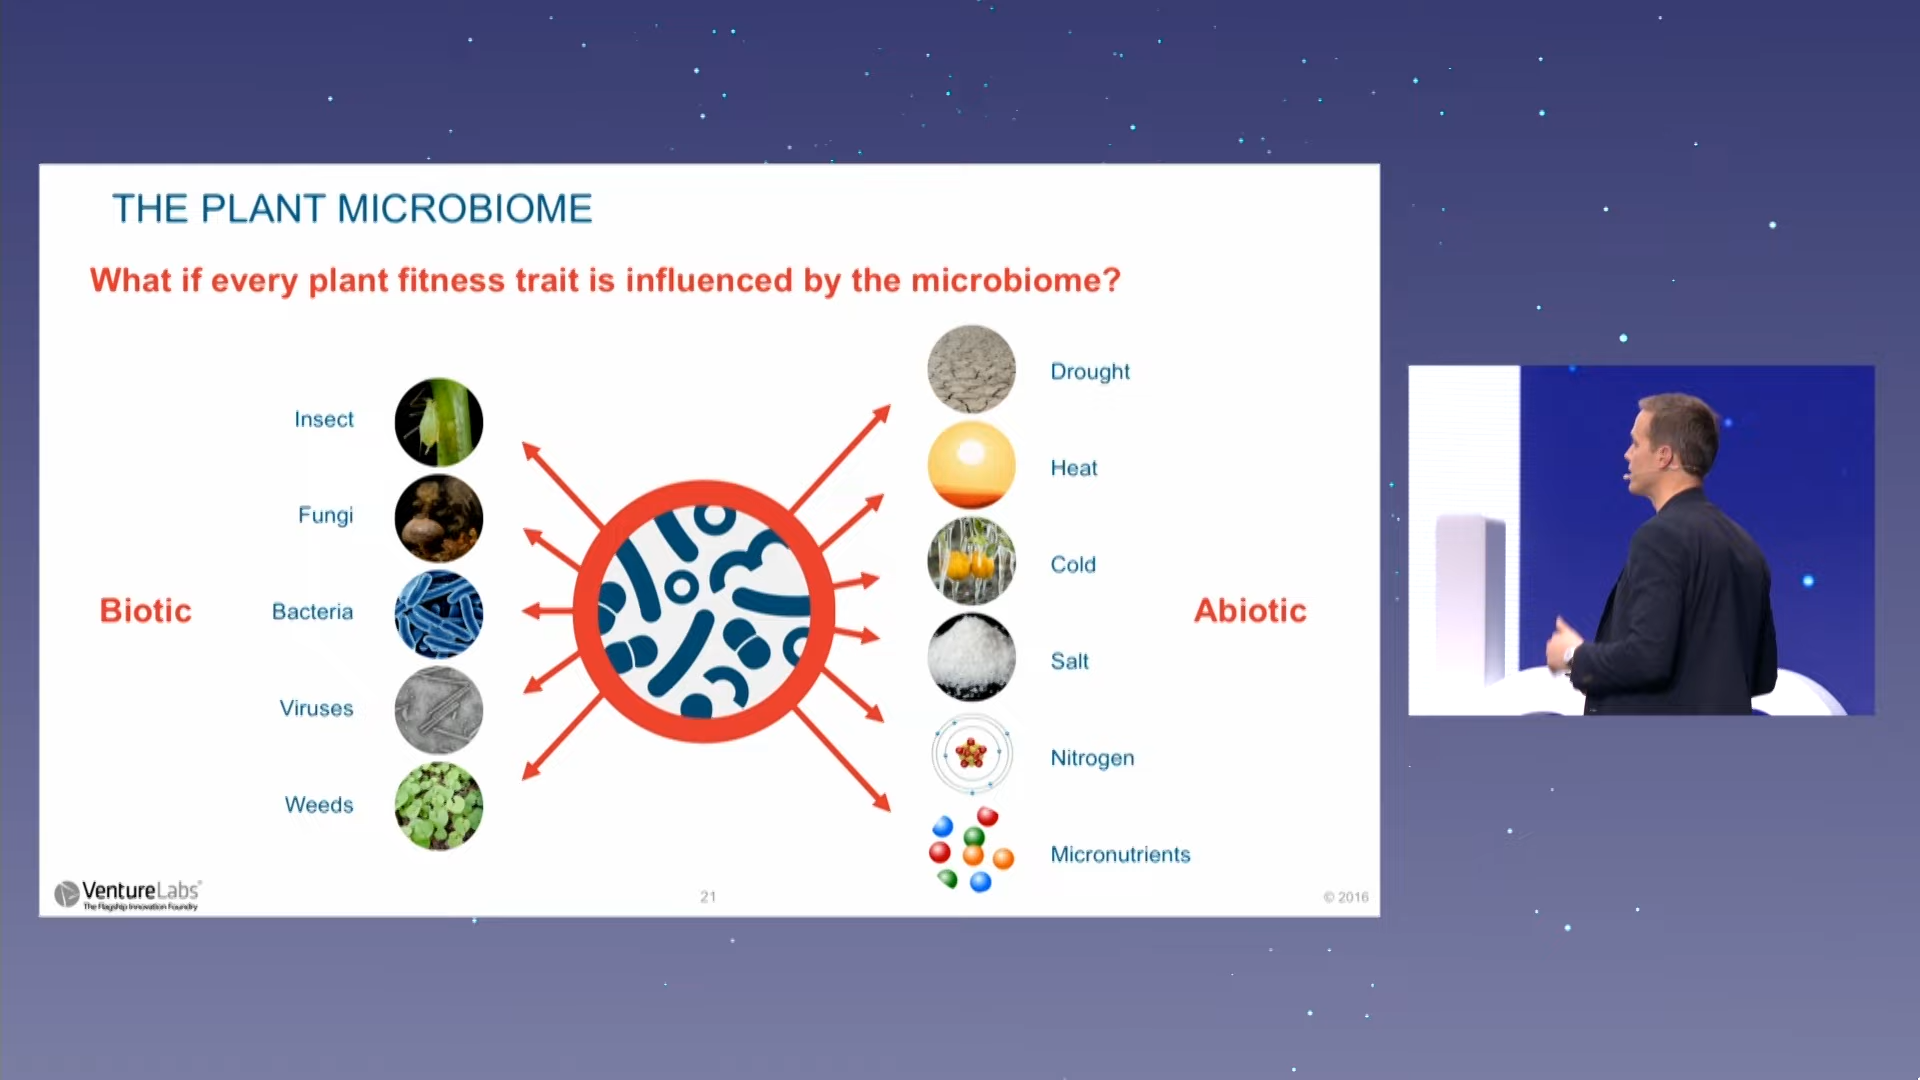 THE PLANT MICROBIOME
What if every plant fitness trait is influenced by the microbiome?
Biotic
Insect
Fungi
Bacteria
Viruses
Weeds
Drought
Heat
Cold
Salt
Nitrogen
Micronutrients
Abiotic
VentureLabs®
The Flagship Innovation Foundry
21
© 2016